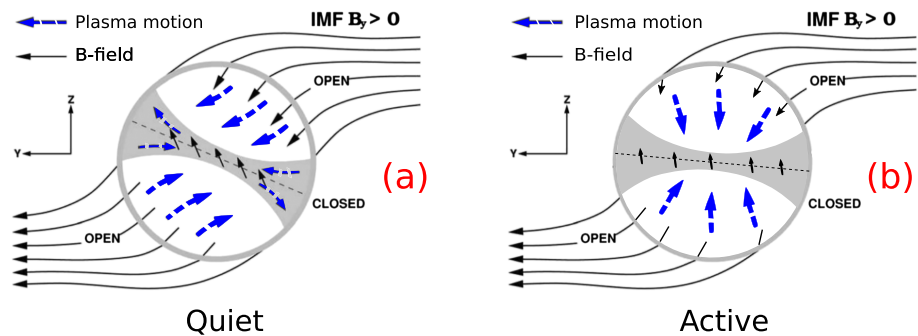 Plasma motion
IMF By > 0
B-field
OPEN
Z
Y
(a)
CLOSED
OPEN
Quiet
Plasma motion
IMF By > 0
B-field
OPEN
Z
Y
(b)
CLOSED
OPEN
Active